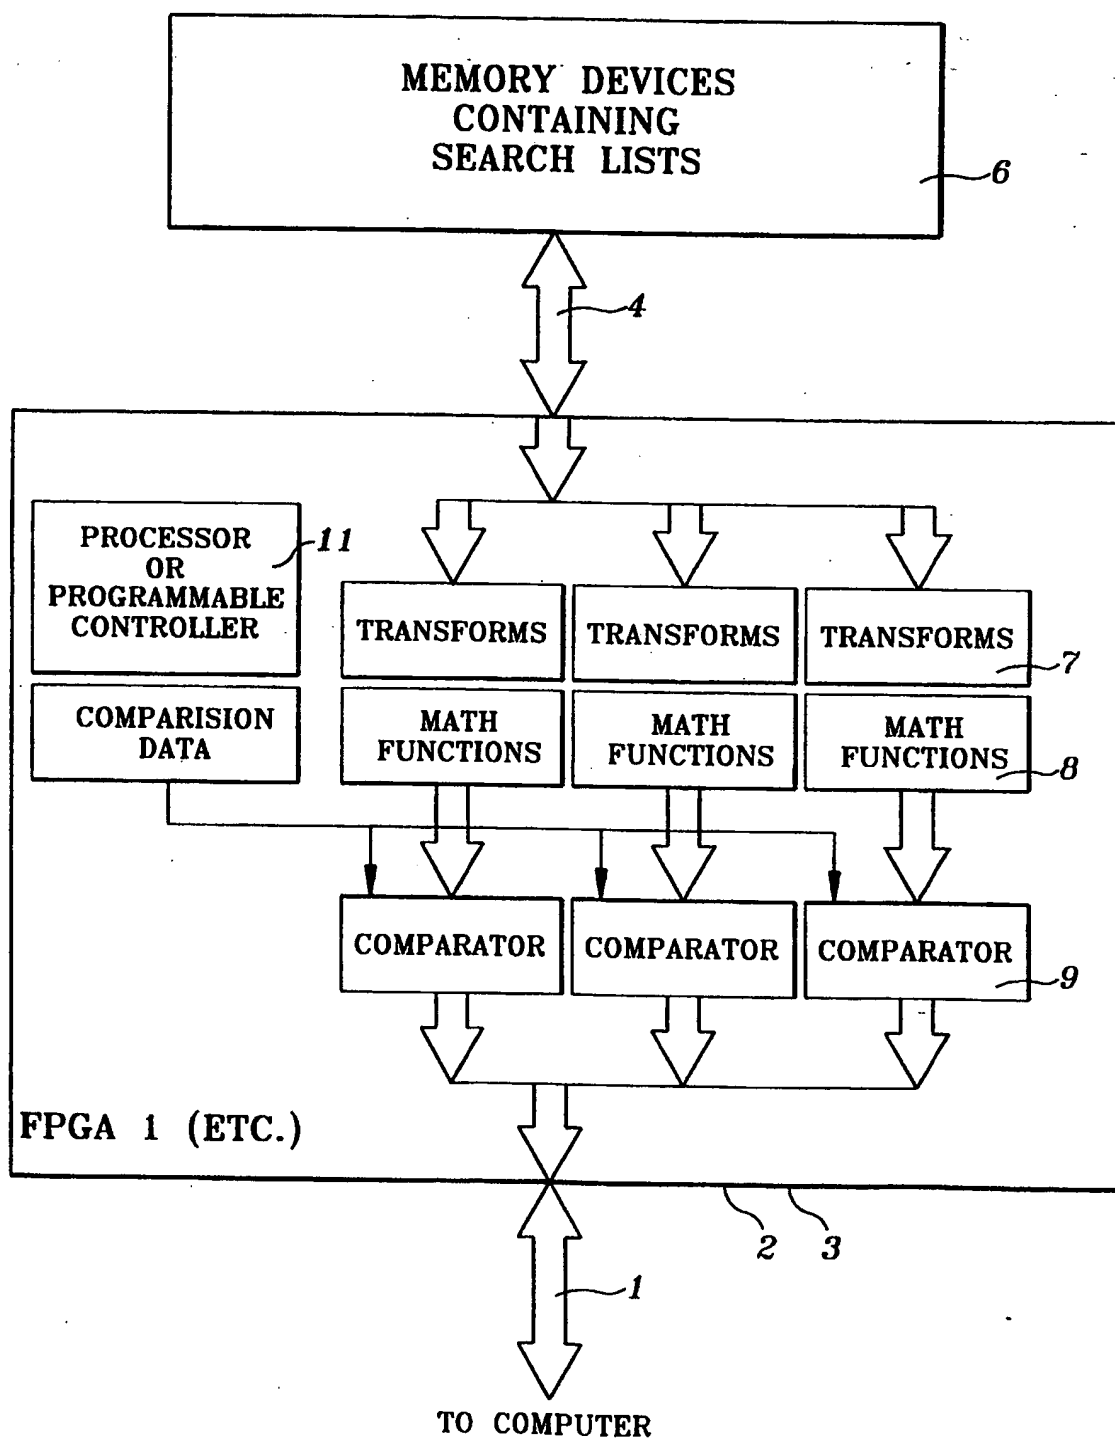 MEMORY DEVICES
CONTAINING
SEARCH LISTS
6
4
PROCESSOR
OR
PROGRAMMABLE
CONTROLLER
11
TRANSFORMS
TRANSFORMS
TRANSFORMS
7
COMPARISION
DATA
MATH
FUNCTIONS
MATH
FUNCTIONS
MATH
FUNCTIONS
8
COMPARATOR
COMPARATOR
COMPARATOR
9
FPGA 1 (ETC.)
2
3
1
TO COMPUTER